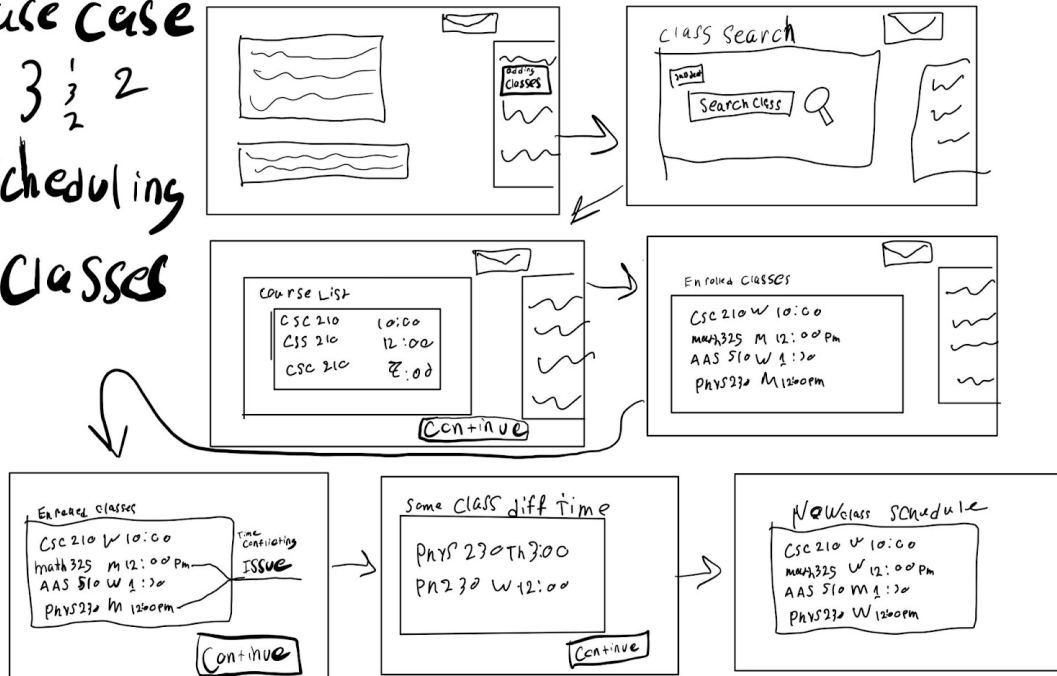 use case
3 3 2
2
cheduling
Classes
adding
Classes
class search
Search Class
Course List
CSC 210 10:00
CSS 210 12:00
CSC 210 :00
Continue
Enrolled Classes
CSC 210 W 10:00
math 325 M 12:00 Pm
AAS 510 W 1:30
Phys 230 M 12:00pm
Enrolled classes
CSC 210 W 10:00
math 325 M 12:00 Pm
AAS 510 W 1:30
Phys 230 M 12:00pm
Time
Conflicting
ISSUE
Continue
Same Class diff Time
Phys 230 Th 3:00
Ph 230 W 12:00
Continue
New class Schedule
CSC 210 W 10:00
math 325 W 12:00 Pm
AAS 510 M 1:30
Phys 230 W 12:00pm